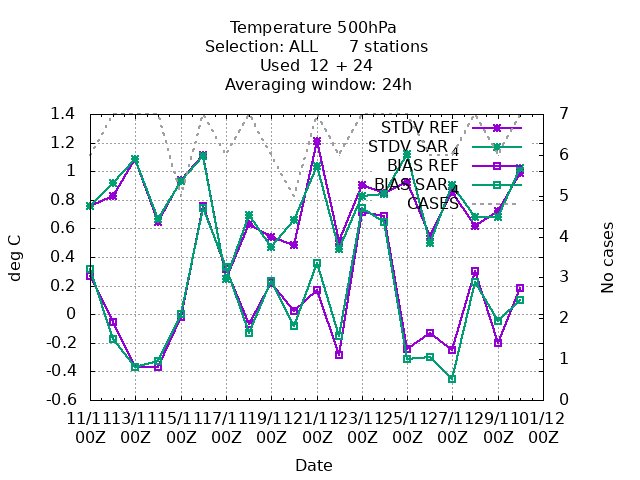 Temperature 500hPa
Selection: ALL 7 stations
Used 12 + 24
Averaging window: 24h
1.4
1.2
1
0.8
0.6
0.4
0.2
0
-0.2
-0.4
-0.6
deg C
7
6
5
4
3
2
1
0
No cases
STDV REF
STDV SAR 4
BIAS REF
BIAS SAR 4
CASES
11/11 13/11 15/11 17/11 19/11 21/11 23/11 25/11 27/11 29/11 01/12
00Z 00Z 00Z 00Z 00Z 00Z 00Z 00Z 00Z 00Z 00Z
Date